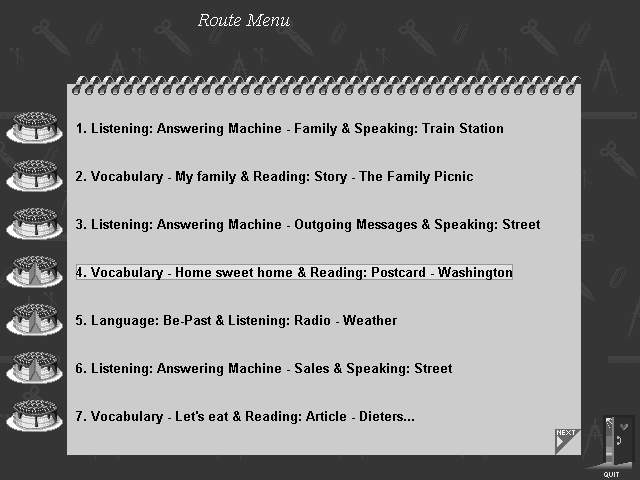 Route Menu
1. Listening: Answering Machine - Family & Speaking: Train Station
2. Vocabulary - My family & Reading: Story - The Family Picnic
3. Listening: Answering Machine - Outgoing Messages & Speaking: Street
4. Vocabulary - Home sweet home & Reading: Postcard - Washington
5. Language: Be-Past & Listening: Radio - Weather
6. Listening: Answering Machine - Sales & Speaking: Street
7. Vocabulary - Let's eat & Reading: Article - Dieters...
NEXT
QUIT